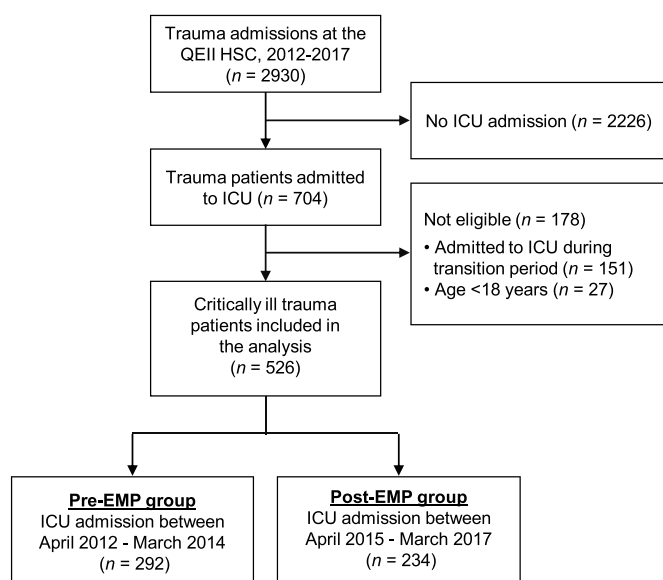 Trauma admissions at the
QEII HSC, 2012-2017
(n = 2930)
No ICU admission (n = 2226)
Trauma patients admitted
to ICU (n = 704)
Not eligible (n = 178)
• Admitted to ICU during
transition period (n = 151)
• Age <18 years (n = 27)
Critically ill trauma
patients included in
the analysis
(n = 526)
Pre-EMP group
ICU admission between
April 2012 - March 2014
(n = 292)
Post-EMP group
ICU admission between
April 2015 - March 2017
(n = 234)